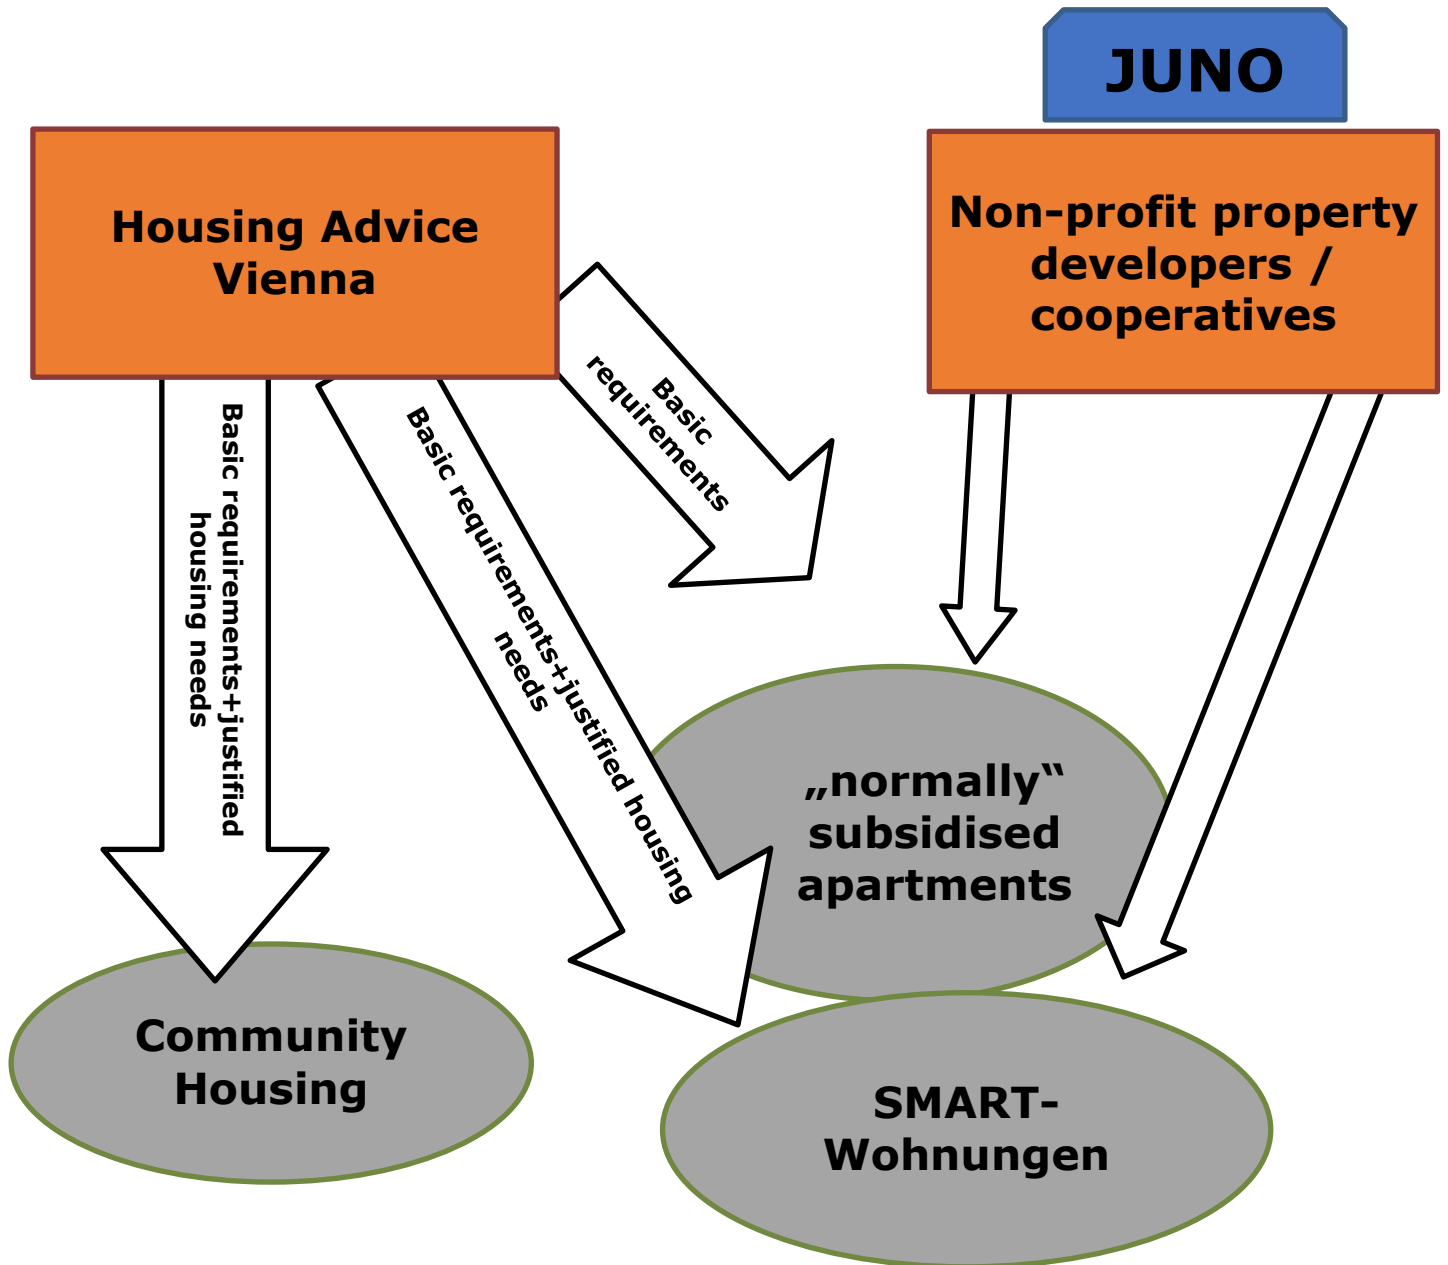 JUNO
Housing Advice
Vienna
Non-profit property
developers /
cooperatives
Basic
requirements
Basic requirements+justified
housing needs
Basic requirements+justified housing
needs
„normally“
subsidised
apartments
Community
Housing
SMART-
Wohnungen